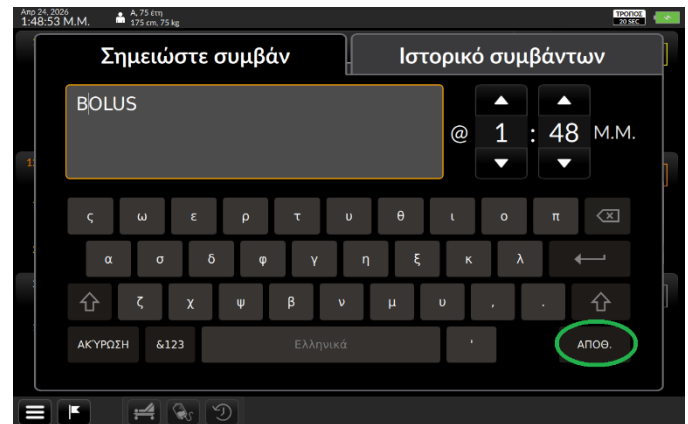 Απρ 24, 2026
1:48:53 Μ.Μ.
Α, 75 έτη
175 cm, 75 kg
ΤΡΟΠΟΣ
20 SEC
Σημειώστε συμβάν
Ιστορικό συμβάντων
BOLUS
@ 1 : 48 Μ.Μ.
ς ω ε ρ τ υ θ ι ο π
α σ δ φ γ η ξ κ λ
ζ χ ψ β ν μ υ , .
ΑΚΎΡΩΣΗ &123 Ελληνικά ' ΑΠΟΘ.